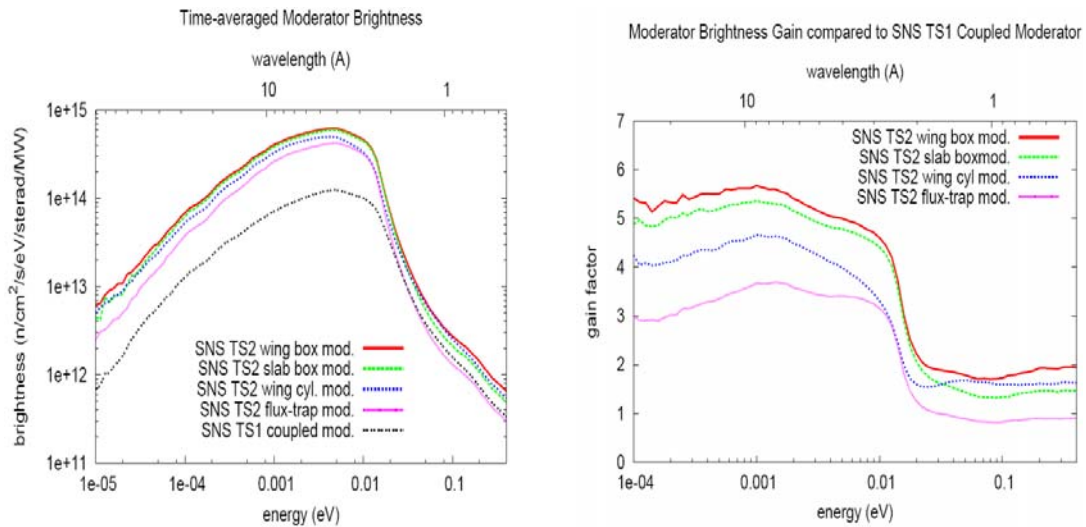 Time-averaged Moderator Brightness
wavelength (A)
10 1
1e+15
1e+14
1e+13
1e+12
1e+11
brightness (n/cm²/s/eV/sterad/MW)
SNS TS2 wing box mod.
SNS TS2 slab box mod.
SNS TS2 wing cyl. mod.
SNS TS2 flux-trap mod.
SNS TS1 coupled mod.
1e-05 1e-04 0.001 0.01 0.1
energy (eV)
Moderator Brightness Gain compared to SNS TS1 Coupled Moderator
wavelength (A)
10 1
7
6
5
4
3
2
1
0
gain factor
SNS TS2 wing box mod.
SNS TS2 slab boxmod.
SNS TS2 wing cyl mod.
SNS TS2 flux-trap mod.
1e-04 0.001 0.01 0.1
energy (eV)